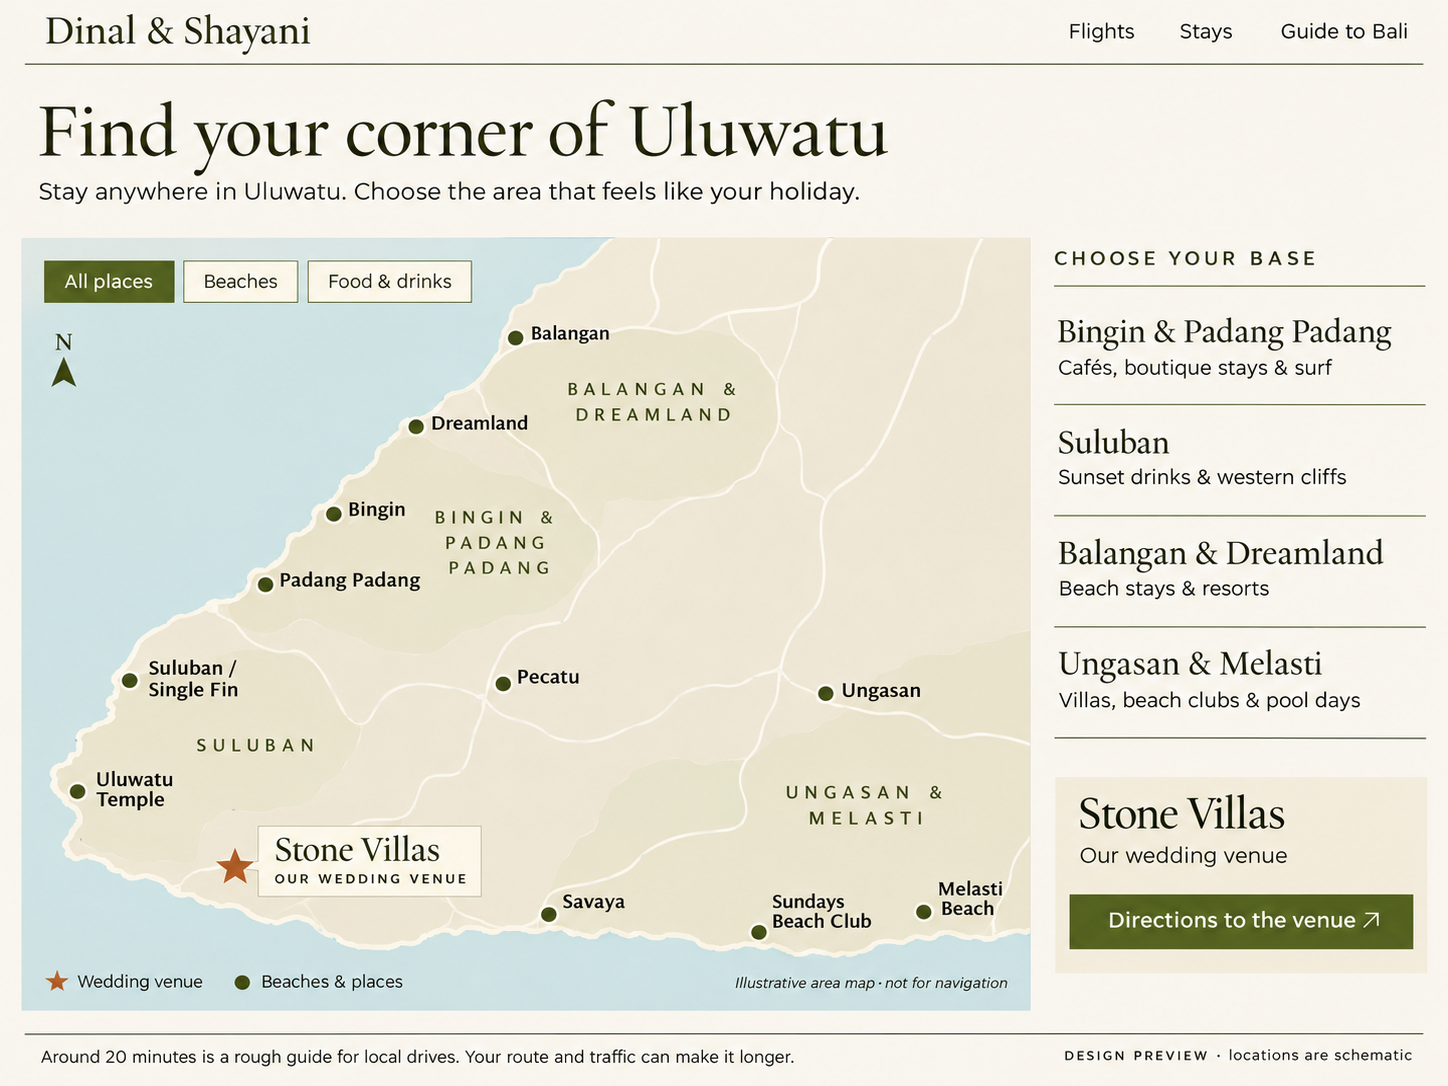 Dinal & Shayani
Flights
Stays
Guide to Bali
Find your corner of Uluwatu
Stay anywhere in Uluwatu. Choose the area that feels like your holiday.
All places
Beaches
Food & drinks
N
Balangan
BALANGAN &
DREAMLAND
Dreamland
Bingin
BINGIN &
PADANG
PADANG
Padang Padang
Suluban /
Single Fin
Pecatu
Ungasan
SULUBAN
Uluwatu
Temple
UNGASAN &
MELASTI
Stone Villas
OUR WEDDING VENUE
Savaya
Sundays
Beach Club
Melasti
Beach
Wedding venue
Beaches & places
Illustrative area map · not for navigation
CHOOSE YOUR BASE
Bingin & Padang Padang
Cafés, boutique stays & surf
Suluban
Sunset drinks & western cliffs
Balangan & Dreamland
Beach stays & resorts
Ungasan & Melasti
Villas, beach clubs & pool days
Stone Villas
Our wedding venue
Directions to the venue ↗
Around 20 minutes is a rough guide for local drives. Your route and traffic can make it longer.
DESIGN PREVIEW · locations are schematic